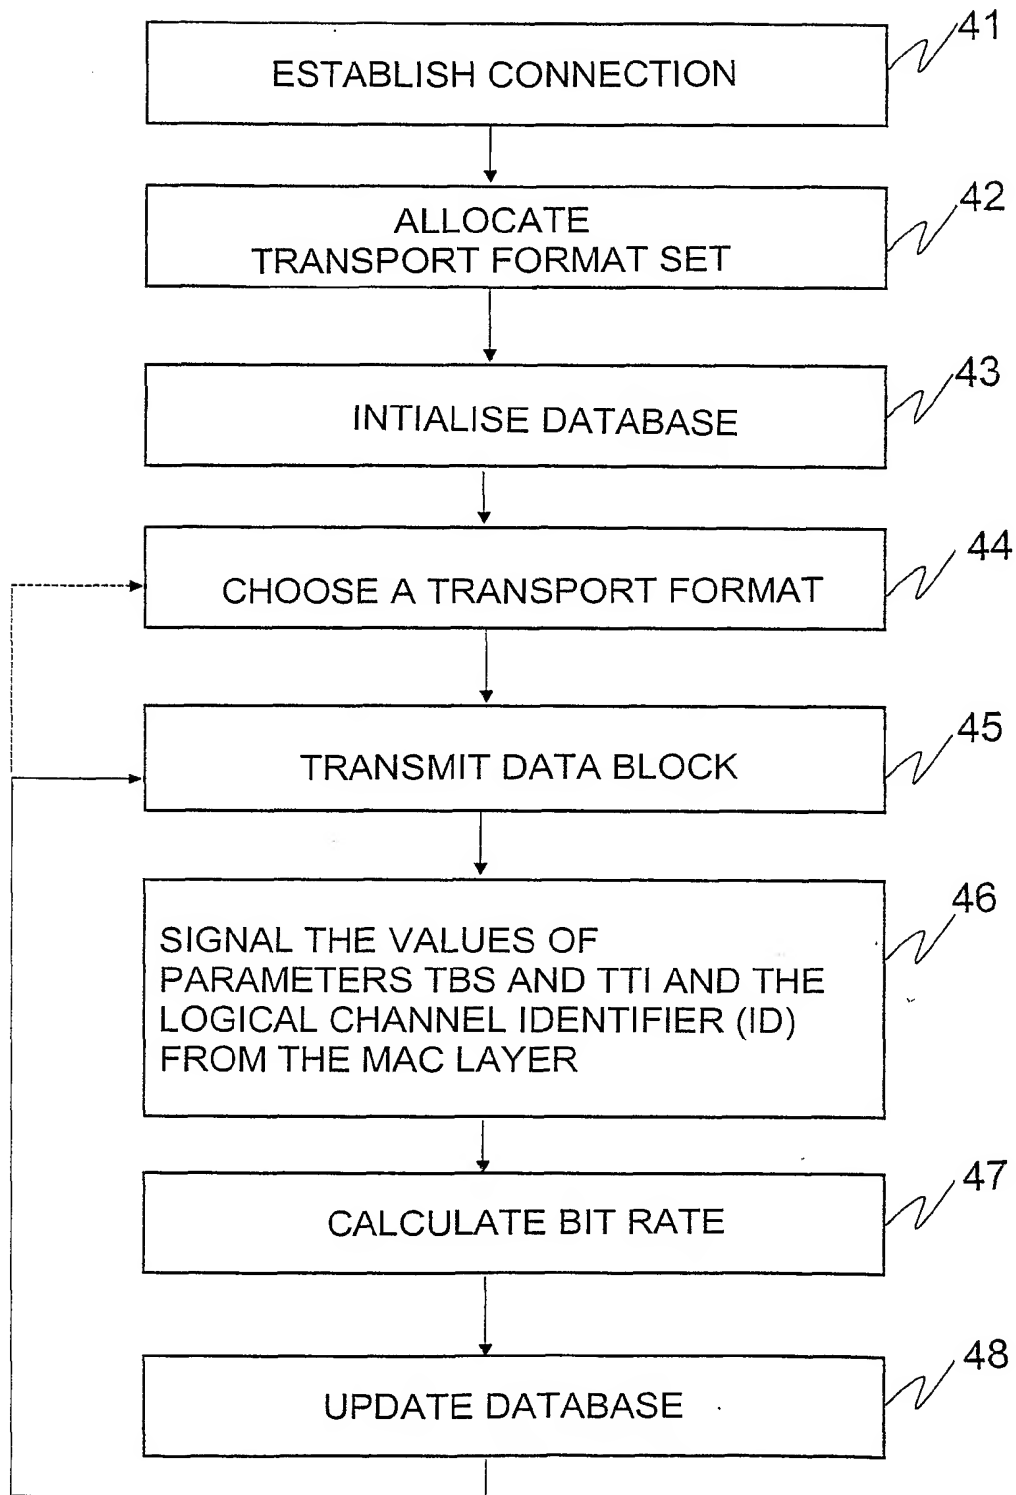 41
ESTABLISH CONNECTION
42
ALLOCATE
TRANSPORT FORMAT SET
43
INTIALISE DATABASE
44
CHOOSE A TRANSPORT FORMAT
45
TRANSMIT DATA BLOCK
46
SIGNAL THE VALUES OF
PARAMETERS TBS AND TTI AND THE
LOGICAL CHANNEL IDENTIFIER (ID)
FROM THE MAC LAYER
47
CALCULATE BIT RATE
48
UPDATE DATABASE